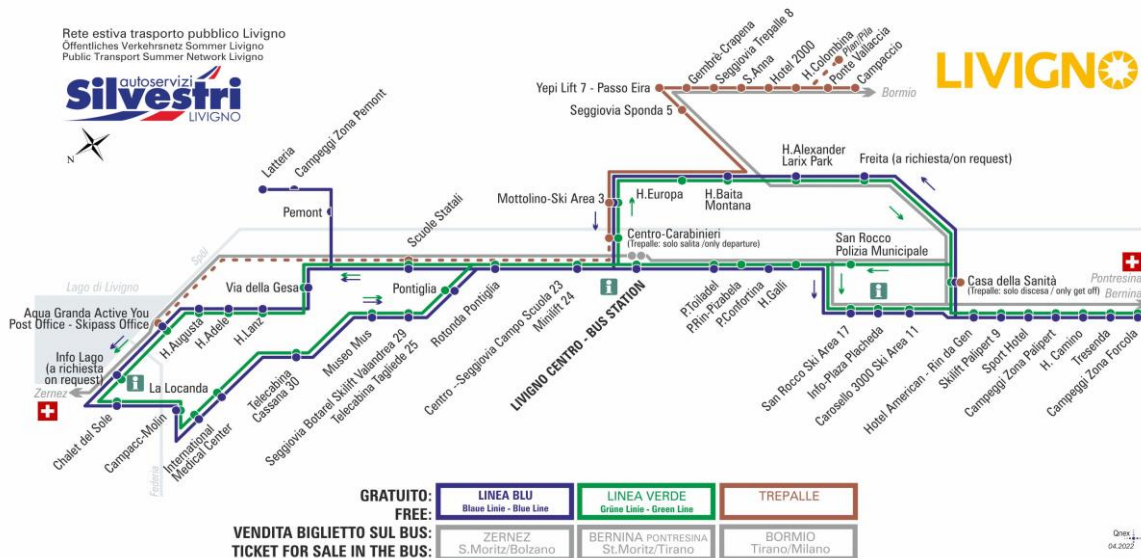 Rete estiva trasporto pubblico Livigno
Öffentliches Verkehrsnetz Sommer Livigno
Public Transport Summer Network Livigno
autoservizi
Silvestri
LIVIGNO
N
LIVIGNO
Gembrè-Crapena
Seggiovia Trepalle 8
S.Anna
Hotel 2000
H.Colombina
Plan/Pila
Ponte Vallaccia
Campaccio
Yepi Lift 7 - Passo Eira
Bormio
Seggiovia Sponda 5
Latteria
Campeggi Zona Pemont
Pemont
Scuole Statali
Mottolino-Ski Area 3
H.Europa
H.Baita
Montana
H.Alexander
Larix Park
Freita (a richiesta/on request)
Centro-Carabinieri
(Trepalle: solo salita /only departure)
San Rocco
Polizia Municipale
Spöl
Lago di Livigno
Via della Gesa
Pontiglia
Casa della Sanità
(Trepalle: solo discesa / only got off)
Pontresina
Bernina
Aqua Granda Active You
Post Office - Skipass Office
H.Augusta
H.Adele
H.Lanz
Info Lago
(a richiesta
on request)
Zernez
La Locanda
Chalet del Sole
Campacc-Molin
Federia
International
Medical Center
Telecabina
Cassana 30
Museo Mus
Seggiovia Botarel Skilift Valandrea 29
Telecabina Tagliede 25
Rotonda Pontiglia
Centro --Seggiovia Campo Scuola 23
Minilift 24
LIVIGNO CENTRO - BUS STATION
P.Toiladel
P.Rin-P.Isabela
P.Comfortina
H.Galli
San Rocco Ski Area 17
Info-Plaza Placheda
Carosello 3000 Ski Area 11
Hotel American - Rin da Gen
Skilift Palipert 9
Sport Hotel
Campeggi Zona Palipert
H. Camino
Tresenda
Campeggi Zona Forcola
GRATUITO:
FREE:
LINEA BLU
Blaue Linie - Blue Line
LINEA VERDE
Grüne Linie - Green Line
TREPALLE
VENDITA BIGLIETTO SUL BUS:
TICKET FOR SALE IN THE BUS:
ZERNEZ
S.Moritz/Bolzano
BERNINA PONTRESINA
St.Moritz/Tirano
BORMIO
Tirano/Milano
Qnex
04.2022